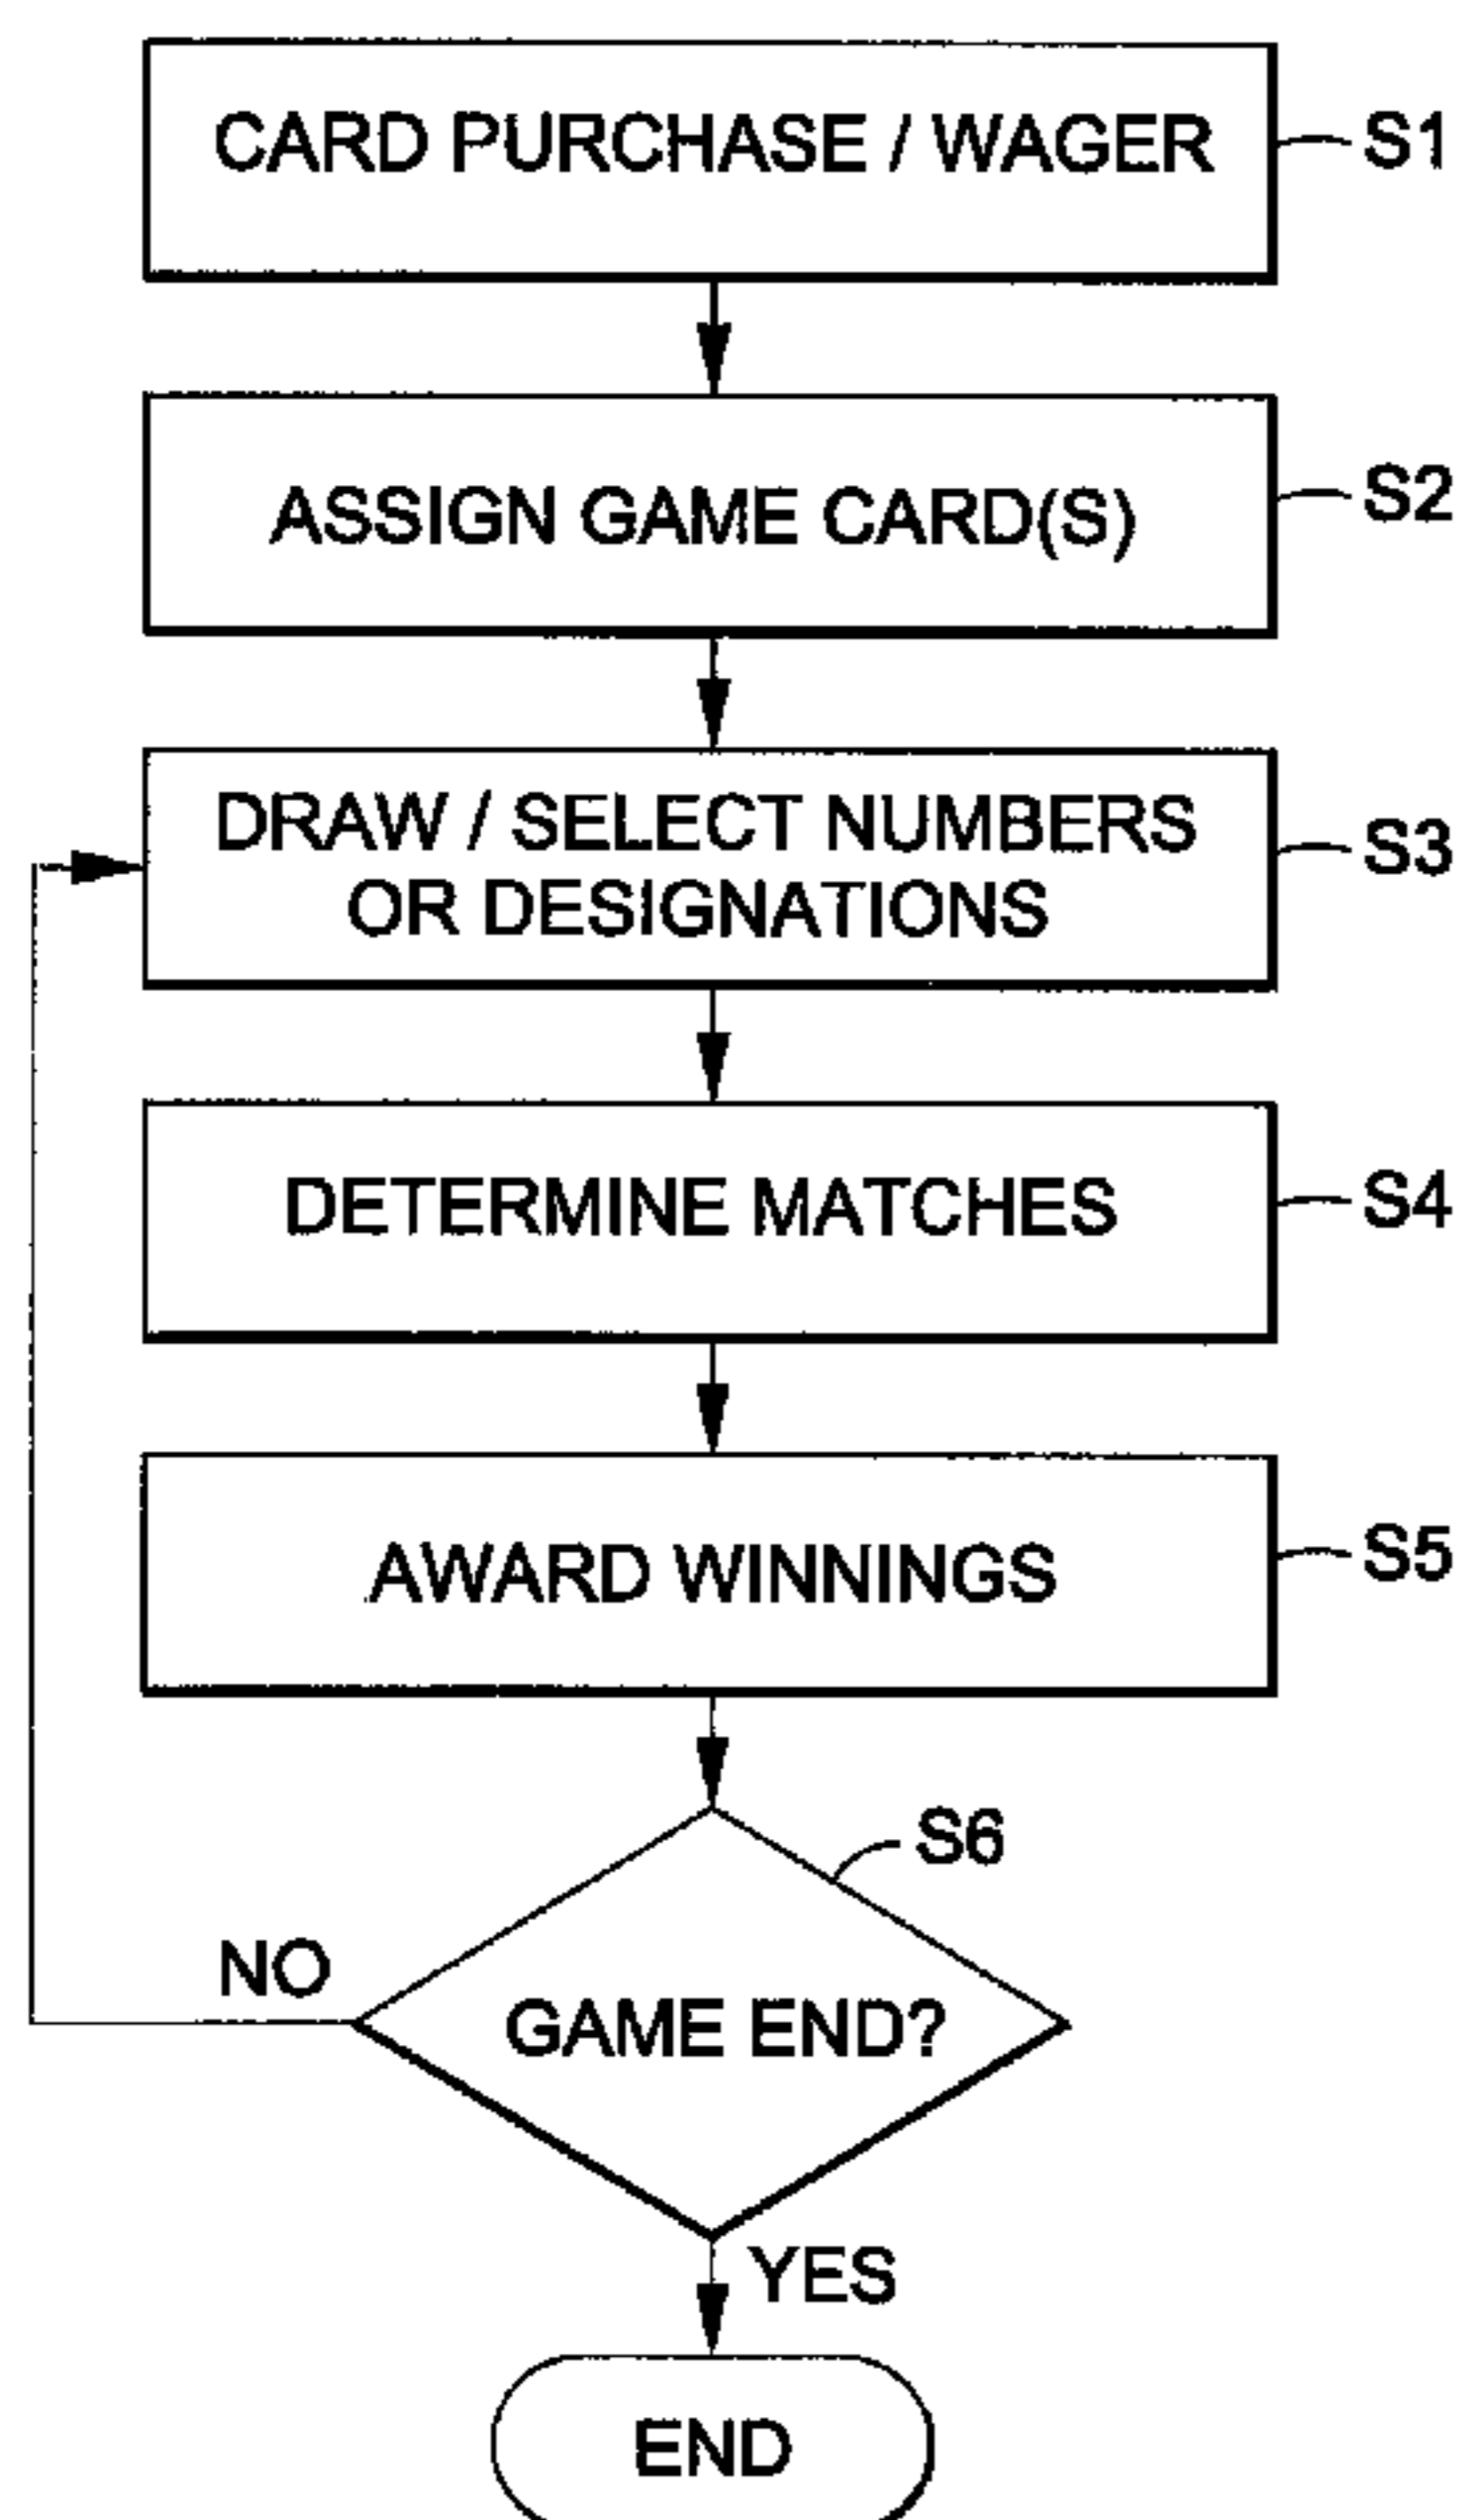 CARD PURCHASE / WAGER
S1
ASSIGN GAME CARD(S)
S2
DRAW / SELECT NUMBERS
OR DESIGNATIONS
S3
DETERMINE MATCHES
S4
AWARD WINNINGS
S5
S6
NO
GAME END?
YES
END